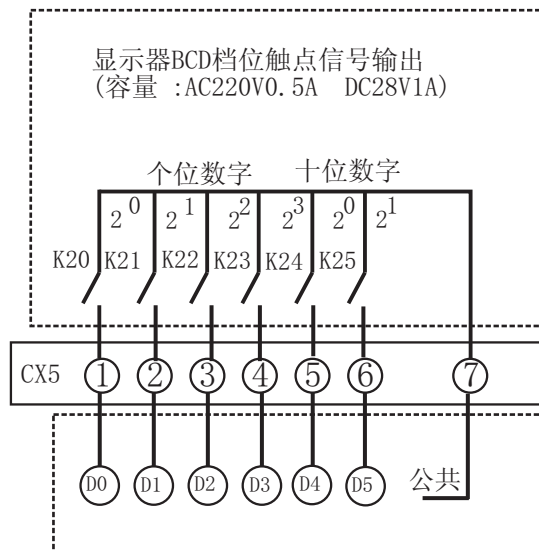 显示器BCD档位触点信号输出
(容量 :AC220V0.5A DC28V1A)
个位数字 十位数字
2^0 2^1 2^2 2^3 2^0 2^1
K20 K21 K22 K23 K24 K25
CX5 1 2 3 4 5 6 7
D0 D1 D2 D3 D4 D5 公共